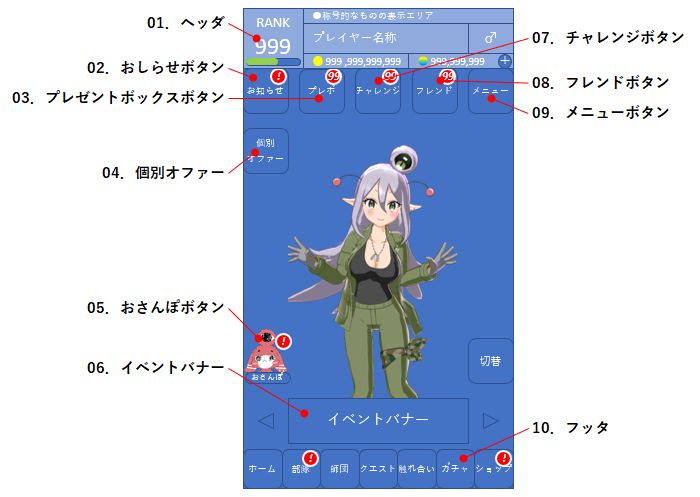 01. ヘッダ
02. おしらせボタン
03. プレゼントボックスボタン
04. 個別オファー
05. おさんぽボタン
06. イベントバナー
07. チャレンジボタン
08. フレンドボタン
09. メニューボタン
10. フッタ
RANK
999
●称号的なものの表示エリア
プレイヤー名称
♂
999,999,999,999
999,999,999
+
!
99
99
99
お知らせ
プレボ
チャレンジ
フレンド
メニュー
個別
オファー
!
おさんぽ
切替
イベントバナー
!
!
ホーム
部隊
師団
クエスト
触れ合い
ガチャ
ショップ